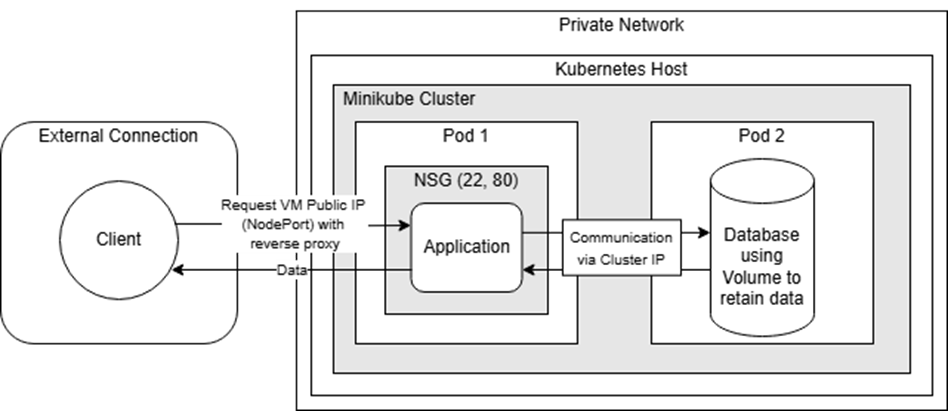 Private Network
Kubernetes Host
Minikube Cluster
External Connection
Pod 1
Pod 2
NSG (22, 80)
Request VM Public IP
(NodePort) with
reverse proxy
Client
Application
Communication
via Cluster IP
Database
using
Volume to
retain data
Data